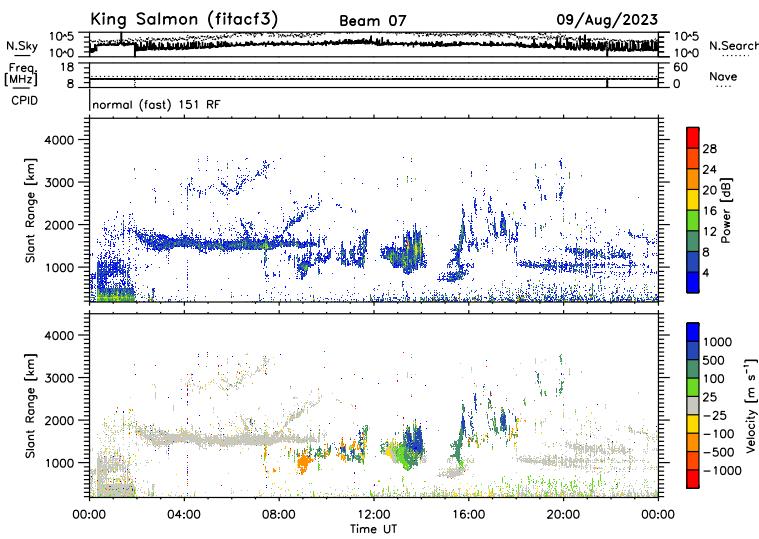 King Salmon (fitacf3) Beam 07 09/Aug/2023
N.Sky 10^5 10^0 10^5 10^0 N.Search
Freq. [MHz] 18 8 60 0 Nave
CPID normal (fast) 151 RF
Slant Range [km] 4000 3000 2000 1000
Power [dB] 28 24 20 16 12 8 4
Slant Range [km] 4000 3000 2000 1000
Velocity [m s⁻¹] 1000 500 100 25 −25 −100 −500 −1000
00:00 04:00 08:00 12:00 16:00 20:00 00:00
Time UT